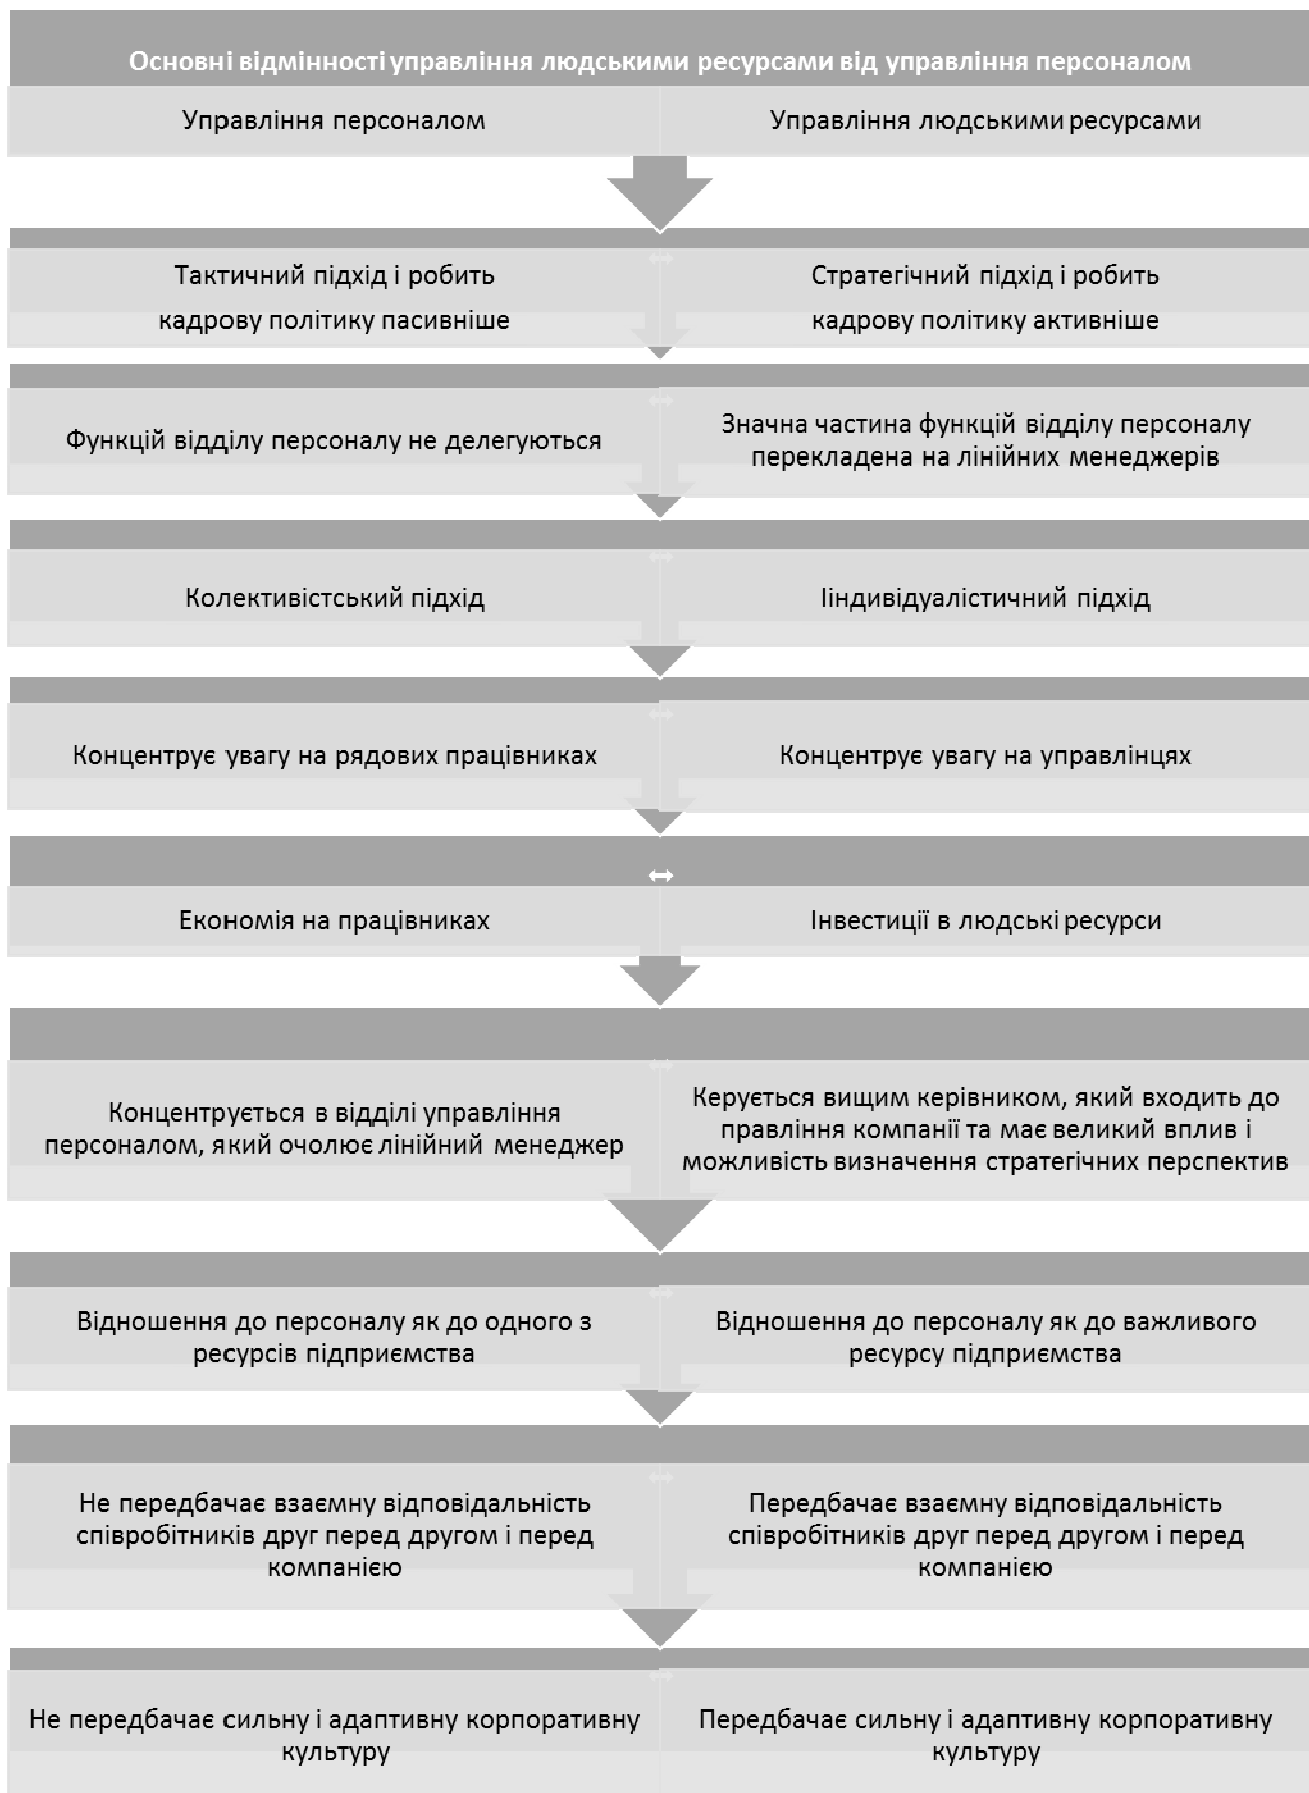 Основні відмінності управління людськими ресурсами від управління персоналом
Управління персоналом
Управління людськими ресурсами
Тактичний підхід і робить
кадрову політику пасивніше
Стратегічний підхід і робить
кадрову політику активніше
Функцій відділу персоналу не делегуються
Значна частина функцій відділу персоналу
перекладена на лінійних менеджерів
Колективістський підхід
Ііндивідуалістичний підхід
Концентрує увагу на рядових працівниках
Концентрує увагу на управлінцях
Економія на працівниках
Інвестиції в людські ресурси
Концентрується в відділі управління
персоналом, який очолює лінійний менеджер
Керується вищим керівником, який входить до
правління компанії та має великий вплив і
можливість визначення стратегічних перспектив
Відношення до персоналу як до одного з
ресурсів підприємства
Відношення до персоналу як до важливого
ресурсу підприємства
Не передбачає взаємну відповідальність
співробітників друг перед другом і перед
компанією
Передбачає взаємну відповідальність
співробітників друг перед другом і перед
компанією
Не передбачає сильну і адаптивну корпоративну
культуру
Передбачає сильну і адаптивну корпоративну
культуру